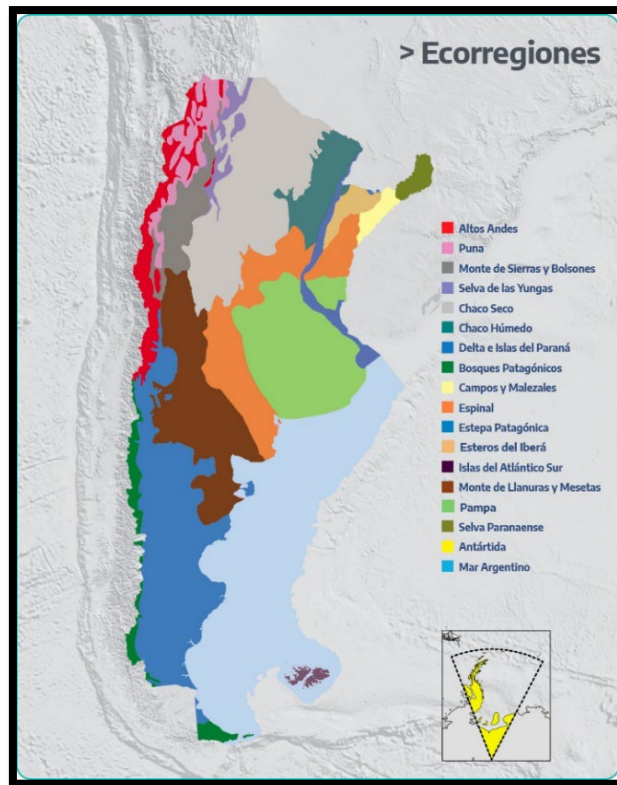 > Ecorregiones
Altos Andes
Puna
Monte de Sierras y Bolsones
Selva de las Yungas
Chaco Seco
Chaco Húmedo
Delta e Islas del Paraná
Bosques Patagónicos
Campos y Malezales
Espinal
Estepa Patagónica
Esteros del Iberá
Islas del Atlántico Sur
Monte de Llanuras y Mesetas
Pampa
Selva Paranaense
Antártida
Mar Argentino